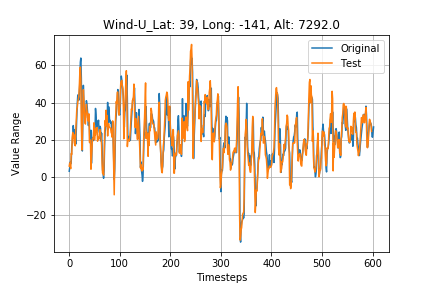 Wind-U_Lat: 39, Long: -141, Alt: 7292.0
Original
Test
Value Range
60
40
20
0
−20
0 100 200 300 400 500 600
Timesteps